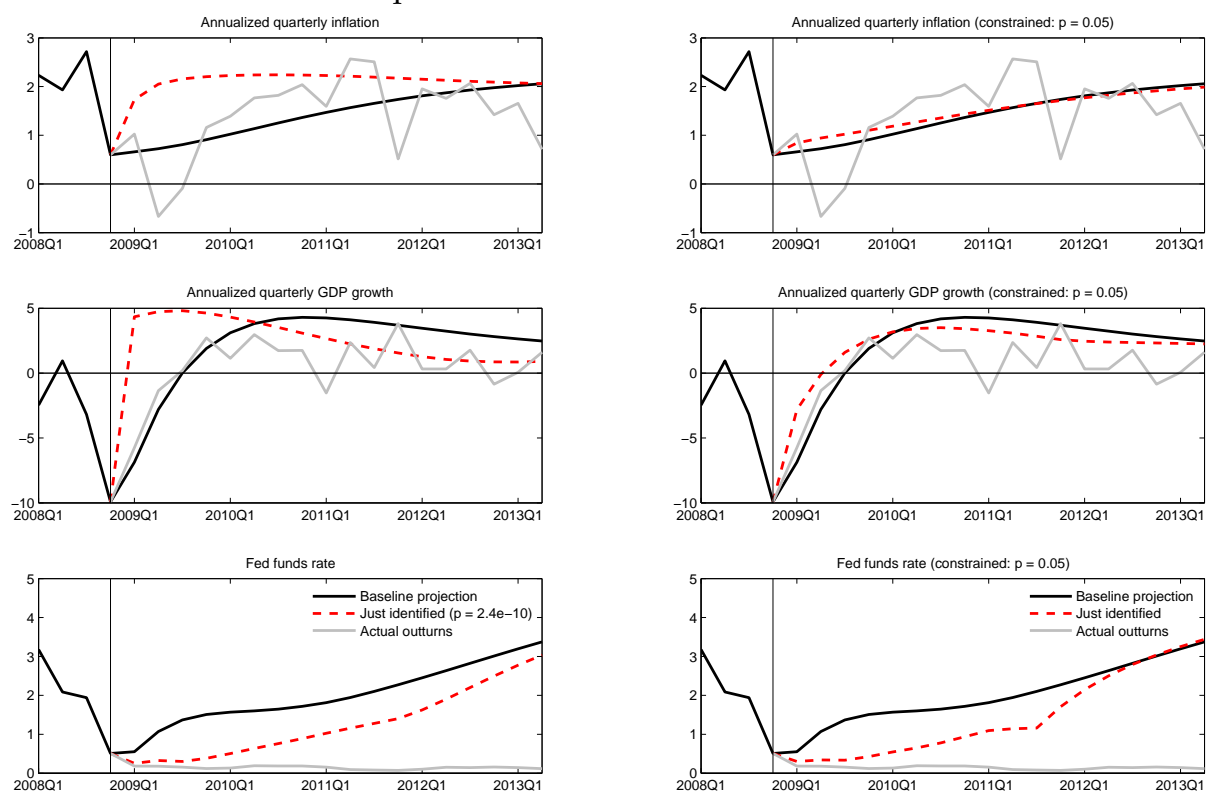 Annualized quarterly inflation
3
2
1
0
−1
2008Q1 2009Q1 2010Q1 2011Q1 2012Q1 2013Q1
Annualized quarterly inflation (constrained: p = 0.05)
3
2
1
0
−1
2008Q1 2009Q1 2010Q1 2011Q1 2012Q1 2013Q1
Annualized quarterly GDP growth
5
0
−5
−10
2008Q1 2009Q1 2010Q1 2011Q1 2012Q1 2013Q1
Annualized quarterly GDP growth (constrained: p = 0.05)
5
0
−5
−10
2008Q1 2009Q1 2010Q1 2011Q1 2012Q1 2013Q1
Fed funds rate
5
4
3
2
1
0
Baseline projection
Just identified (p = 2.4e−10)
Actual outturns
2008Q1 2009Q1 2010Q1 2011Q1 2012Q1 2013Q1
Fed funds rate (constrained: p = 0.05)
5
4
3
2
1
0
Baseline projection
Just identified
Actual outturns
2008Q1 2009Q1 2010Q1 2011Q1 2012Q1 2013Q1